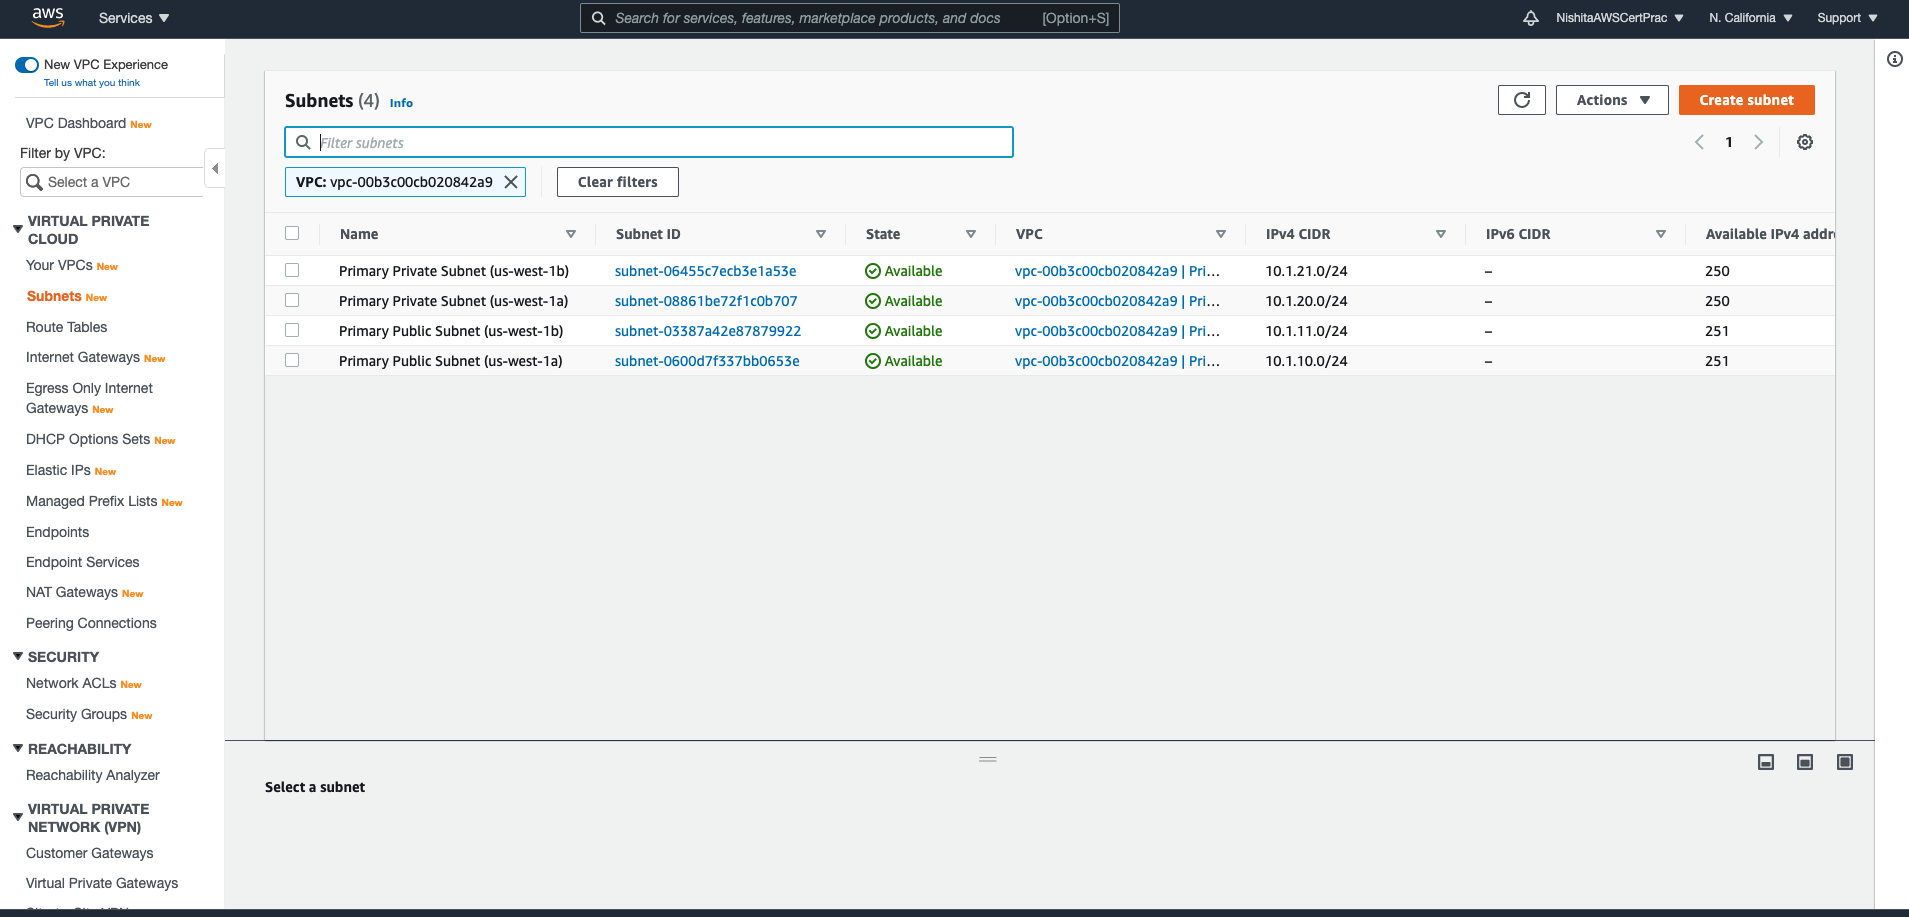 aws
Services
Search for services, features, marketplace products, and docs [Option+S]
NishitaAWSCertPrac
N. California
Support
New VPC Experience
Tell us what you think
VPC Dashboard New
Filter by VPC:
Select a VPC
VIRTUAL PRIVATE
CLOUD
Your VPCs New
Subnets New
Route Tables
Internet Gateways New
Egress Only Internet
Gateways New
DHCP Options Sets New
Elastic IPs New
Managed Prefix Lists New
Endpoints
Endpoint Services
NAT Gateways New
Peering Connections
SECURITY
Network ACLs New
Security Groups New
REACHABILITY
Reachability Analyzer
VIRTUAL PRIVATE
NETWORK (VPN)
Customer Gateways
Virtual Private Gateways
Subnets (4) Info
Actions
Create subnet
Filter subnets
1
VPC: vpc-00b3c00cb020842a9
Clear filters
Name Subnet ID State VPC IPv4 CIDR IPv6 CIDR Available IPv4 addr
Primary Private Subnet (us-west-1b) subnet-06455c7ecb3e1a53e Available vpc-00b3c00cb020842a9 | Pri... 10.1.21.0/24 – 250
Primary Private Subnet (us-west-1a) subnet-08861be72f1c0b707 Available vpc-00b3c00cb020842a9 | Pri... 10.1.20.0/24 – 250
Primary Public Subnet (us-west-1b) subnet-03387a42e87879922 Available vpc-00b3c00cb020842a9 | Pri... 10.1.11.0/24 – 251
Primary Public Subnet (us-west-1a) subnet-0600d7f337bb0653e Available vpc-00b3c00cb020842a9 | Pri... 10.1.10.0/24 – 251
Select a subnet